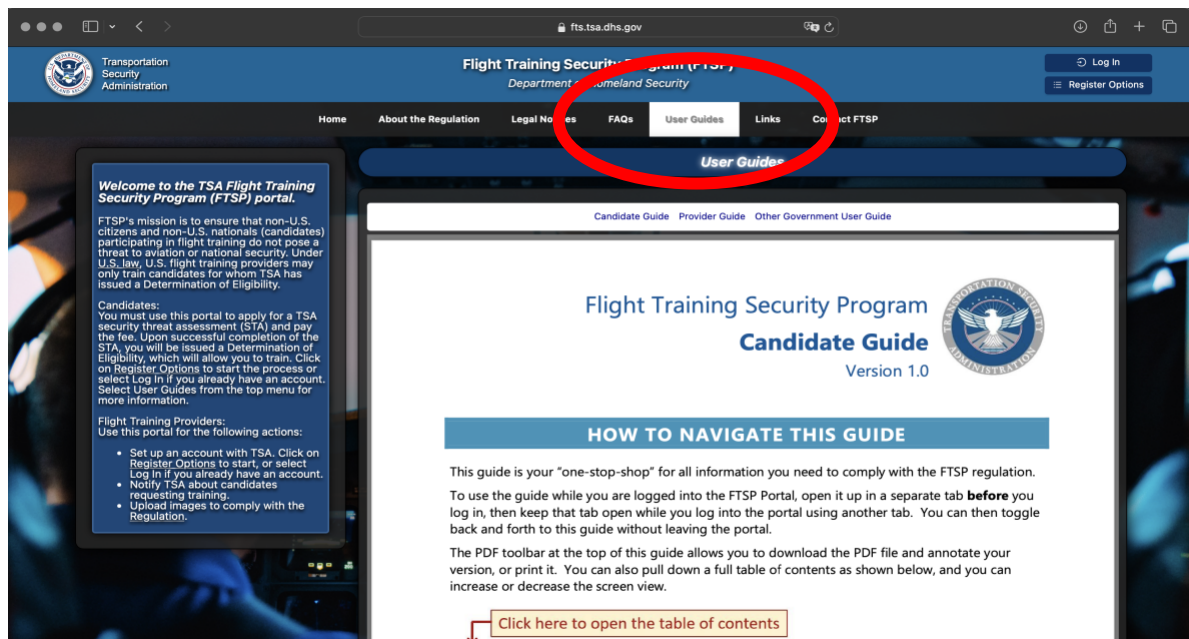 fts.tsa.dhs.gov
Transportation
Security
Administration
Flight Training Security Program (FTSP)
Department Homeland Security
Log In
Register Options
Home About the Regulation Legal Notices FAQs User Guides Links Contact FTSP
User Guides
Welcome to the TSA Flight Training
Security Program (FTSP) portal.
FTSP's mission is to ensure that non-U.S.
citizens and non-U.S. nationals (candidates)
participating in flight training do not pose a
threat to aviation or national security. Under
U.S. law, U.S. flight training providers may
only train candidates for whom TSA has
issued a Determination of Eligibility.
Candidates:
You must use this portal to apply for a TSA
security threat assessment (STA) and pay
the fee. Upon successful completion of the
STA, you will be issued a Determination of
Eligibility, which will allow you to train. Click
on Register Options to start the process or
select Log In if you already have an account.
Select User Guides from the top menu for
more information.
Flight Training Providers:
Use this portal for the following actions:
• Set up an account with TSA. Click on
Register Options to start, or select
Log In if you already have an account.
• Notify TSA about candidates
requesting training.
• Upload images to comply with the
Regulation.
Candidate Guide Provider Guide Other Government User Guide
Flight Training Security Program
Candidate Guide
Version 1.0
TRANSPORTATION SECURITY
ADMINISTRATION
HOW TO NAVIGATE THIS GUIDE
This guide is your "one-stop-shop" for all information you need to comply with the FTSP regulation.
To use the guide while you are logged into the FTSP Portal, open it up in a separate tab before you
log in, then keep that tab open while you log into the portal using another tab. You can then toggle
back and forth to this guide without leaving the portal.
The PDF toolbar at the top of this guide allows you to download the PDF file and annotate your
version, or print it. You can also pull down a full table of contents as shown below, and you can
increase or decrease the screen view.
Click here to open the table of contents